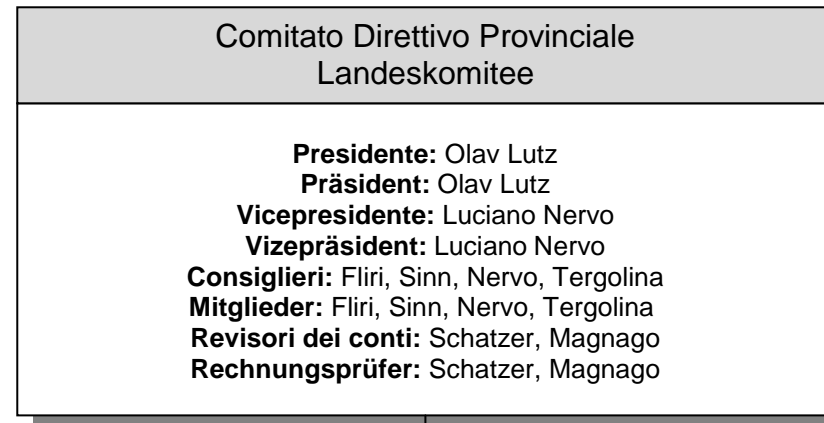 Comitato Direttivo Provinciale
Landeskomitee
Presidente: Olav Lutz
Präsident: Olav Lutz
Vicepresidente: Luciano Nervo
Vizepräsident: Luciano Nervo
Consiglieri: Fliri, Sinn, Nervo, Tergolina
Mitglieder: Fliri, Sinn, Nervo, Tergolina
Revisori dei conti: Schatzer, Magnago
Rechnungsprüfer: Schatzer, Magnago